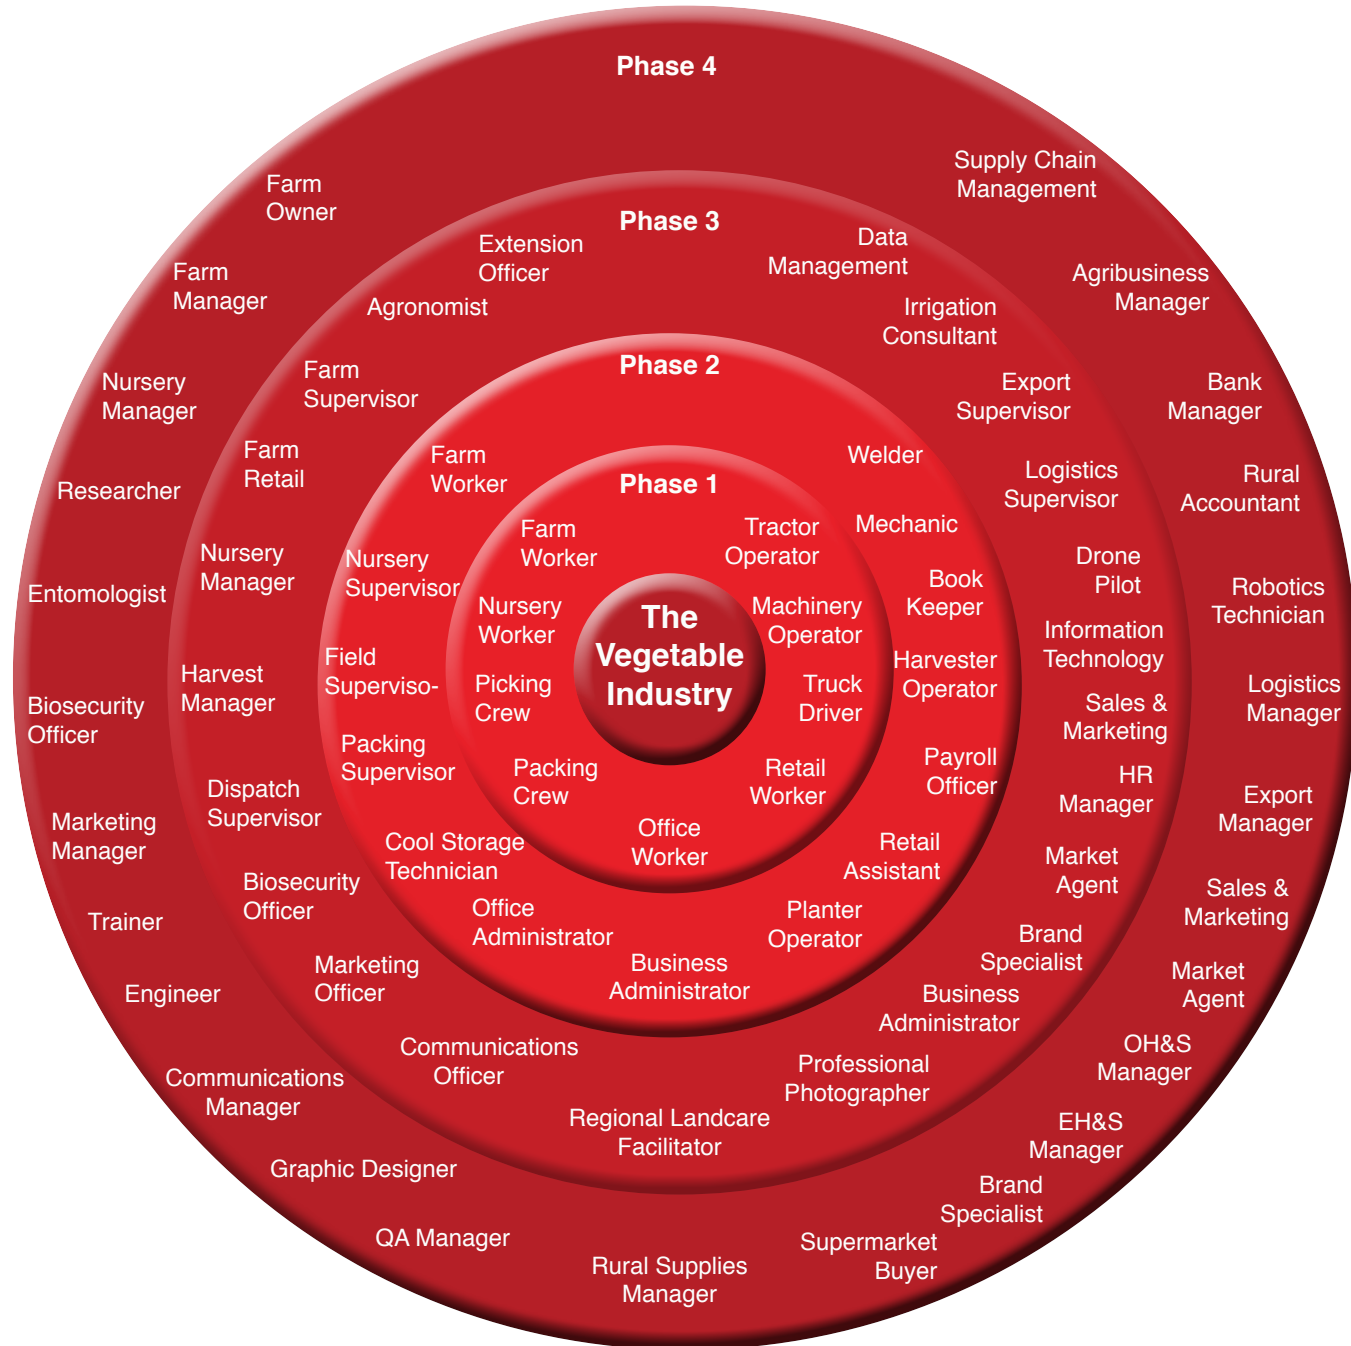 Phase 4
Supply Chain
Management
Farm
Owner
Phase 3
Extension
Officer
Data
Management
Farm
Manager
Agribusiness
Manager
Agronomist
Irrigation
Consultant
Phase 2
Nursery
Manager
Farm
Supervisor
Export
Supervisor
Bank
Manager
Farm
Retail
Farm
Worker
Welder
Logistics
Supervisor
Rural
Accountant
Researcher
Phase 1
Farm
Worker
Tractor
Operator
Mechanic
Nursery
Manager
Nursery
Supervisor
Drone
Pilot
Entomologist
Book
Keeper
Robotics
Technician
Nursery
Worker
The
Vegetable
Industry
Machinery
Operator
Information
Technology
Field
Superviso-
Harvester
Operator
Harvest
Manager
Picking
Crew
Truck
Driver
Logistics
Manager
Biosecurity
Officer
Sales &
Marketing
Packing
Supervisor
Payroll
Officer
Packing
Crew
Retail
Worker
HR
Manager
Dispatch
Supervisor
Export
Manager
Marketing
Manager
Office
Worker
Cool Storage
Technician
Retail
Assistant
Market
Agent
Biosecurity
Officer
Sales &
Marketing
Trainer
Office
Administrator
Planter
Operator
Brand
Specialist
Marketing
Officer
Business
Administrator
Market
Agent
Engineer
Business
Administrator
Communications
Officer
OH&S
Manager
Professional
Photographer
Communications
Manager
Regional Landcare
Facilitator
EH&S
Manager
Graphic Designer
Brand
Specialist
QA Manager
Supermarket
Buyer
Rural Supplies
Manager